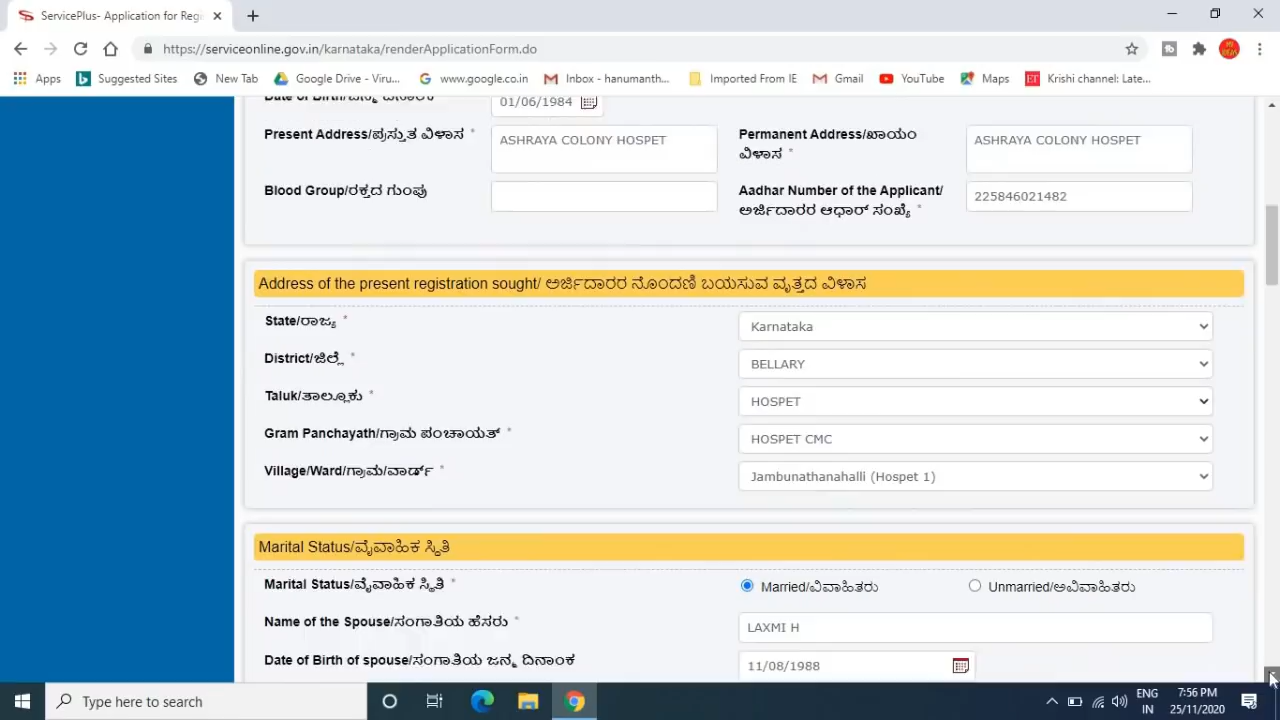 ServicePlus- Application for Regi
https://serviceonline.gov.in/karnataka/renderApplicationForm.do
Apps Suggested Sites New Tab Google Drive - Viru... www.google.co.in Inbox - hanumanth... Imported From IE Gmail YouTube Maps Krishi channel: Late...
Date of Birth/ಜನ್ಮ ದಿನಾಂಕ 01/06/1984
Present Address/ಪ್ರಸ್ತುತ ವಿಳಾಸ * ASHRAYA COLONY HOSPET Permanent Address/ಖಾಯಂ ವಿಳಾಸ * ASHRAYA COLONY HOSPET
Blood Group/ರಕ್ತದ ಗುಂಪು Aadhar Number of the Applicant/ ಅರ್ಜಿದಾರರ ಆಧಾರ್ ಸಂಖ್ಯೆ * 225846021482
Address of the present registration sought/ ಅರ್ಜಿದಾರರ ನೊಂದಣಿ ಬಯಸುವ ವೃತ್ತದ ವಿಳಾಸ
State/ರಾಜ್ಯ * Karnataka
District/ಜಿಲ್ಲೆ * BELLARY
Taluk/ತಾಲ್ಲೂಕು * HOSPET
Gram Panchayath/ಗ್ರಾಮ ಪಂಚಾಯತ್ * HOSPET CMC
Village/Ward/ಗ್ರಾಮ/ವಾರ್ಡ್ * Jambunathanahalli (Hospet 1)
Marital Status/ವೈವಾಹಿಕ ಸ್ಥಿತಿ
Marital Status/ವೈವಾಹಿಕ ಸ್ಥಿತಿ * Married/ವಿವಾಹಿತರು Unmarried/ಅವಿವಾಹಿತರು
Name of the Spouse/ಸಂಗಾತಿಯ ಹೆಸರು * LAXMI H
Date of Birth of spouse/ಸಂಗಾತಿಯ ಜನ್ಮ ದಿನಾಂಕ 11/08/1988
Type here to search
ENG 7:56 PM
IN 25/11/2020